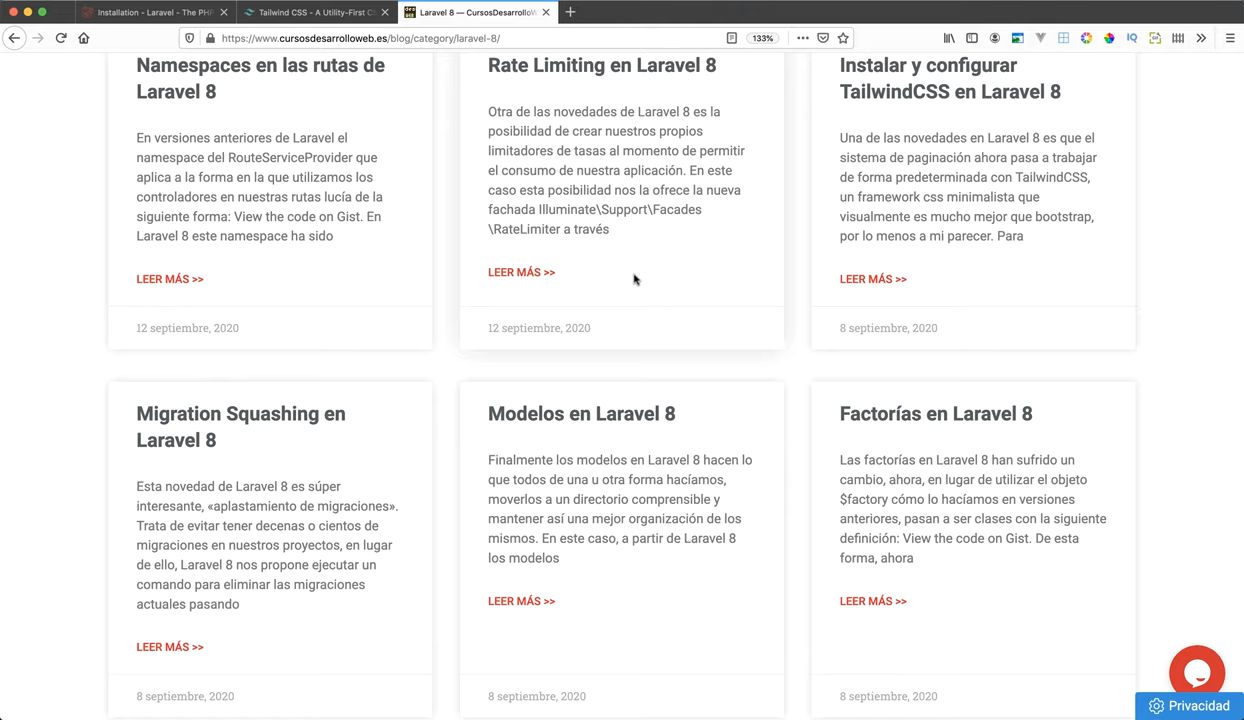 Installation - Laravel - The PHP
Tailwind CSS - A Utility-First CS
Laravel 8 — CursosDesarrolloW
https://www.cursosdesarrolloweb.es/blog/category/laravel-8/
133%
Namespaces en las rutas de
Laravel 8
En versiones anteriores de Laravel el
namespace del RouteServiceProvider que
aplica a la forma en la que utilizamos los
controladores en nuestras rutas lucía de la
siguiente forma: View the code on Gist. En
Laravel 8 este namespace ha sido
LEER MÁS >>
12 septiembre, 2020
Rate Limiting en Laravel 8
Otra de las novedades de Laravel 8 es la
posibilidad de crear nuestros propios
limitadores de tasas al momento de permitir
el consumo de nuestra aplicación. En este
caso esta posibilidad nos la ofrece la nueva
fachada Illuminate\Support\Facades
\RateLimiter a través
LEER MÁS >>
12 septiembre, 2020
Instalar y configurar
TailwindCSS en Laravel 8
Una de las novedades en Laravel 8 es que el
sistema de paginación ahora pasa a trabajar
de forma predeterminada con TailwindCSS,
un framework css minimalista que
visualmente es mucho mejor que bootstrap,
por lo menos a mi parecer. Para
LEER MÁS >>
8 septiembre, 2020
Migration Squashing en
Laravel 8
Esta novedad de Laravel 8 es súper
interesante, «aplastamiento de migraciones».
Trata de evitar tener decenas o cientos de
migraciones en nuestros proyectos, en lugar
de ello, Laravel 8 nos propone ejecutar un
comando para eliminar las migraciones
actuales pasando
LEER MÁS >>
8 septiembre, 2020
Modelos en Laravel 8
Finalmente los modelos en Laravel 8 hacen lo
que todos de una u otra forma hacíamos,
moverlos a un directorio comprensible y
mantener así una mejor organización de los
mismos. En este caso, a partir de Laravel 8
los modelos
LEER MÁS >>
8 septiembre, 2020
Factorías en Laravel 8
Las factorías en Laravel 8 han sufrido un
cambio, ahora, en lugar de utilizar el objeto
$factory cómo lo hacíamos en versiones
anteriores, pasan a ser clases con la siguiente
definición: View the code on Gist. De esta
forma, ahora
LEER MÁS >>
8 septiembre, 2020
Privacidad